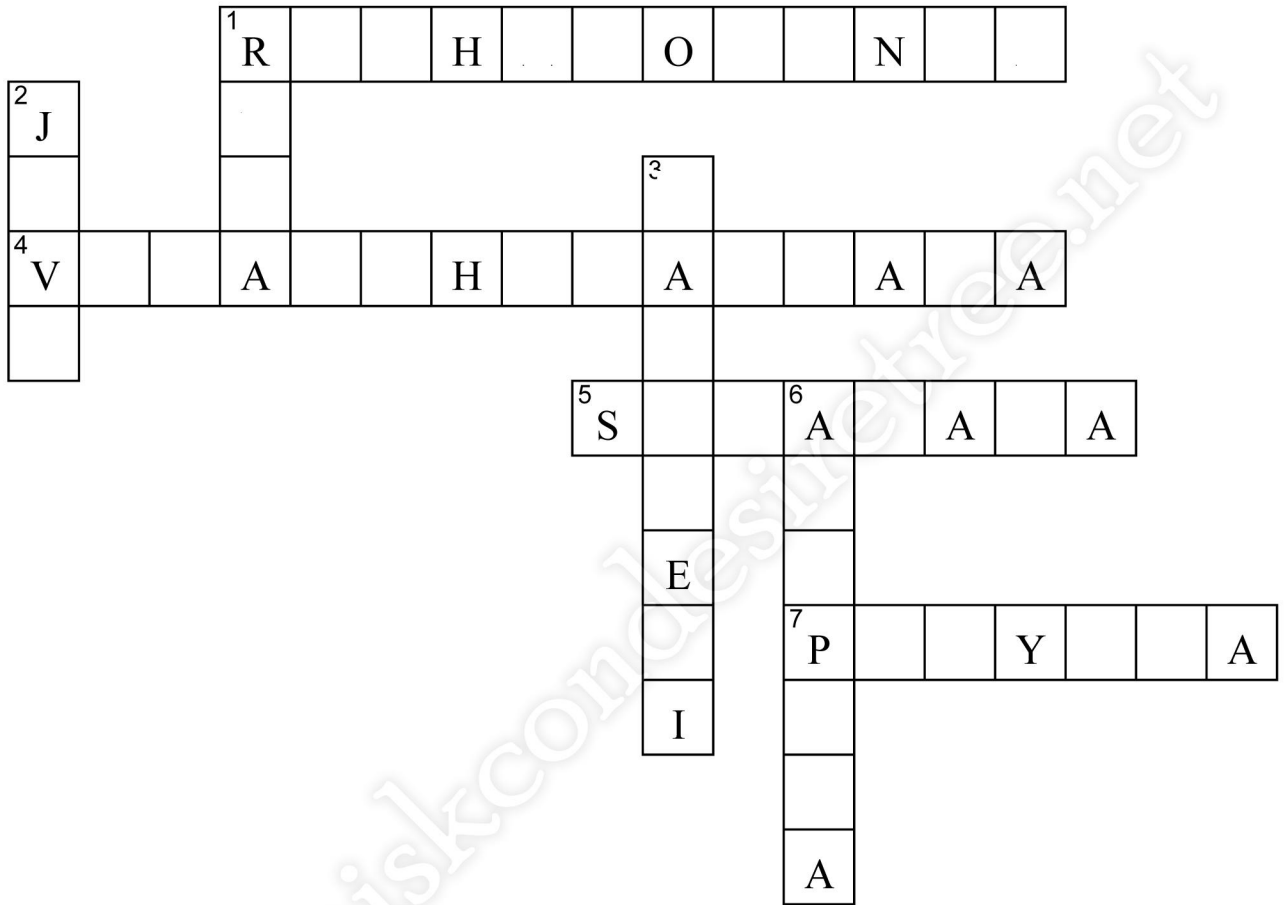 1 R H O N
2 J
3
4 V A H A A A
5 S 6 A A A
E
7 P Y A
I
A
iskcondesiretree.net